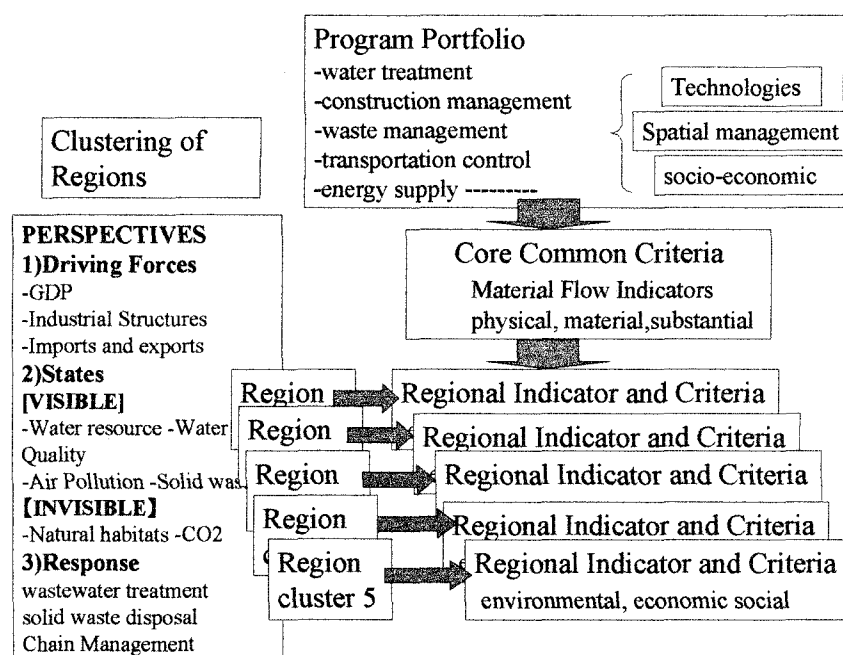 Program Portfolio
-water treatment
-construction management
-waste management
-transportation control
-energy supply ---------
Technologies
Spatial management
socio-economic
Clustering of
Regions
PERSPECTIVES
1)Driving Forces
-GDP
-Industrial Structures
-Imports and exports
2)States
[VISIBLE]
-Water resource -Water
Quality
-Air Pollution -Solid
【INVISIBLE】
-Natural habitats -CO2
3)Response
wastewater treatment
solid waste disposal
Chain Management
Core Common Criteria
Material Flow Indicators
physical, material,substantial
Region
Regional Indicator and Criteria
Region
Regional Indicator and Criteria
Region
Regional Indicator and Criteria
Region
Regional Indicator and Criteria
Region
cluster 5
Regional Indicator and Criteria
environmental, economic social